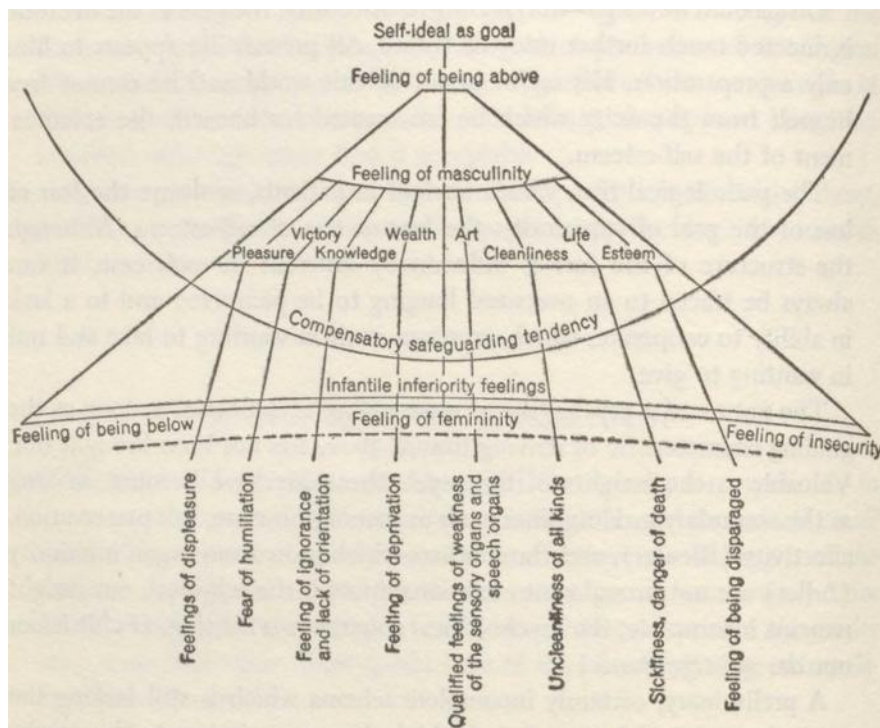 Self-ideal as goal
Feeling of being above
Feeling of masculinity
Victory
Wealth
Art
Life
Pleasure
Knowledge
Cleanliness
Esteem
Compensatory safeguarding tendency
Infantile inferiority feelings
Feeling of being below
Feeling of femininity
Feeling of insecurity
Feelings of displeasure
Fear of humiliation
Feeling of ignorance
and lack of orientation
Feeling of deprivation
Qualified feelings of weakness
of the sensory organs and
speech organs
Uncleanliness of all kinds
Sickliness, danger of death
Feeling of being disparaged